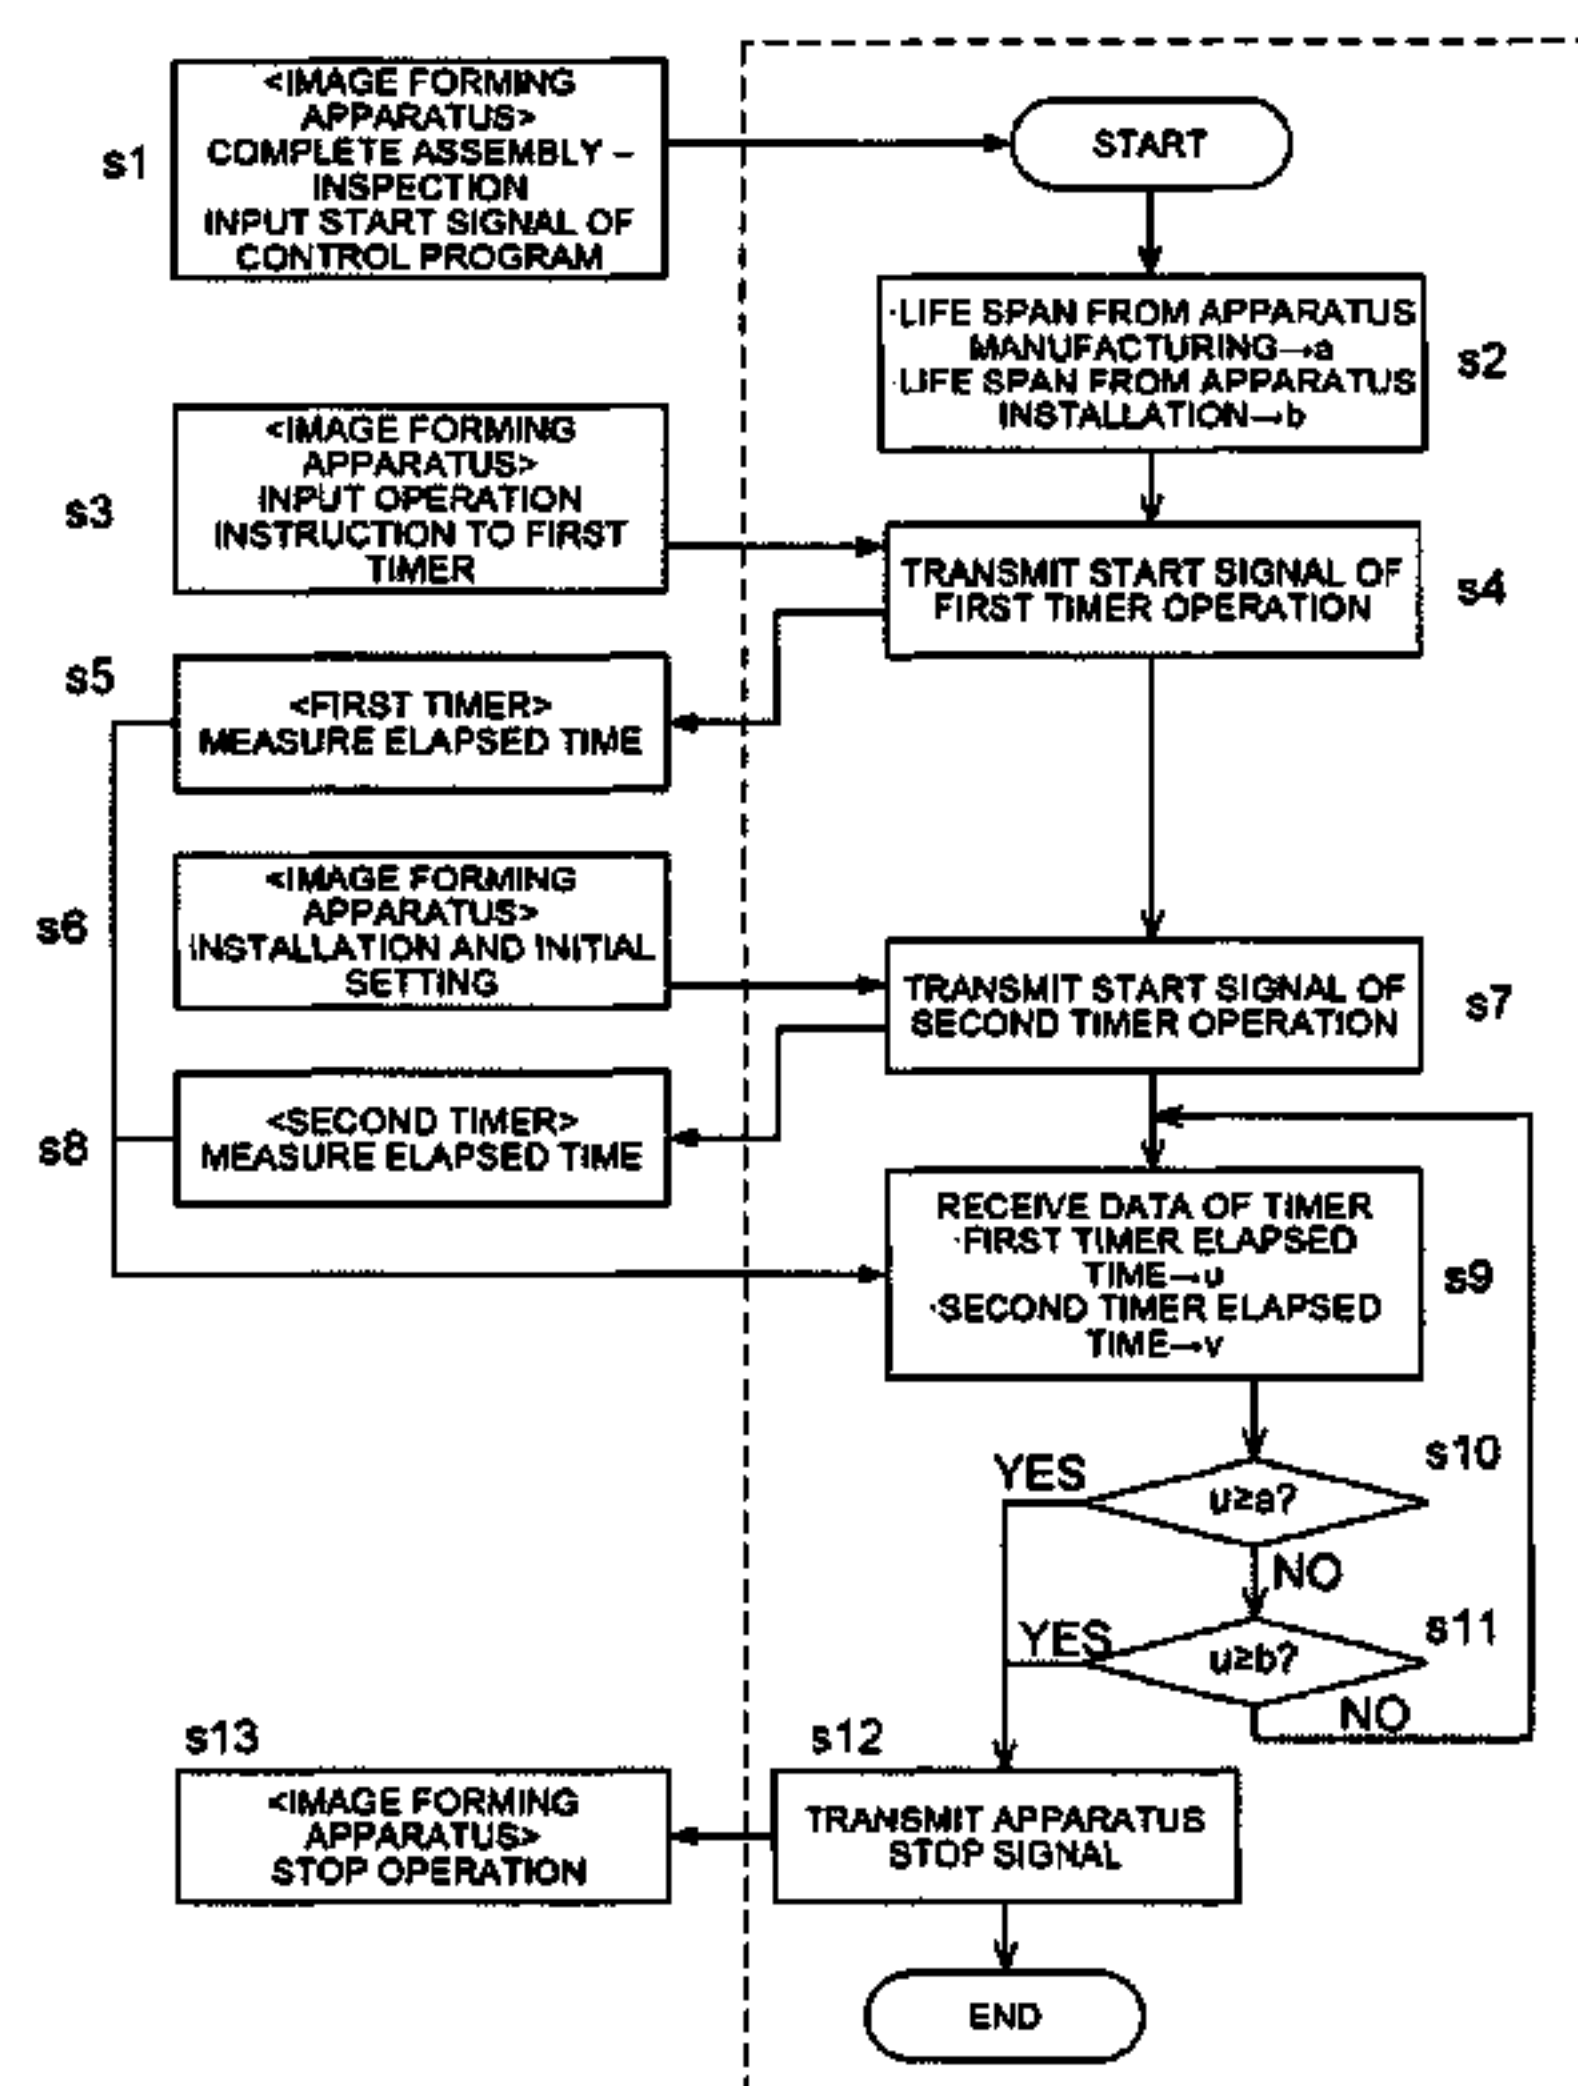 s1
<IMAGE FORMING
APPARATUS>
COMPLETE ASSEMBLY –
INSPECTION
INPUT START SIGNAL OF
CONTROL PROGRAM
START
·LIFE SPAN FROM APPARATUS
MANUFACTURING→a
·LIFE SPAN FROM APPARATUS
INSTALLATION→b
s2
s3
<IMAGE FORMING
APPARATUS>
INPUT OPERATION
INSTRUCTION TO FIRST
TIMER
TRANSMIT START SIGNAL OF
FIRST TIMER OPERATION
s4
s5
<FIRST TIMER>
MEASURE ELAPSED TIME
s6
<IMAGE FORMING
APPARATUS>
INSTALLATION AND INITIAL
SETTING
TRANSMIT START SIGNAL OF
SECOND TIMER OPERATION
s7
s8
<SECOND TIMER>
MEASURE ELAPSED TIME
RECEIVE DATA OF TIMER
·FIRST TIMER ELAPSED
TIME→u
·SECOND TIMER ELAPSED
TIME→v
s9
s10
YES
u≥a?
NO
s11
YES
u≥b?
NO
s13
<IMAGE FORMING
APPARATUS>
STOP OPERATION
s12
TRANSMIT APPARATUS
STOP SIGNAL
END